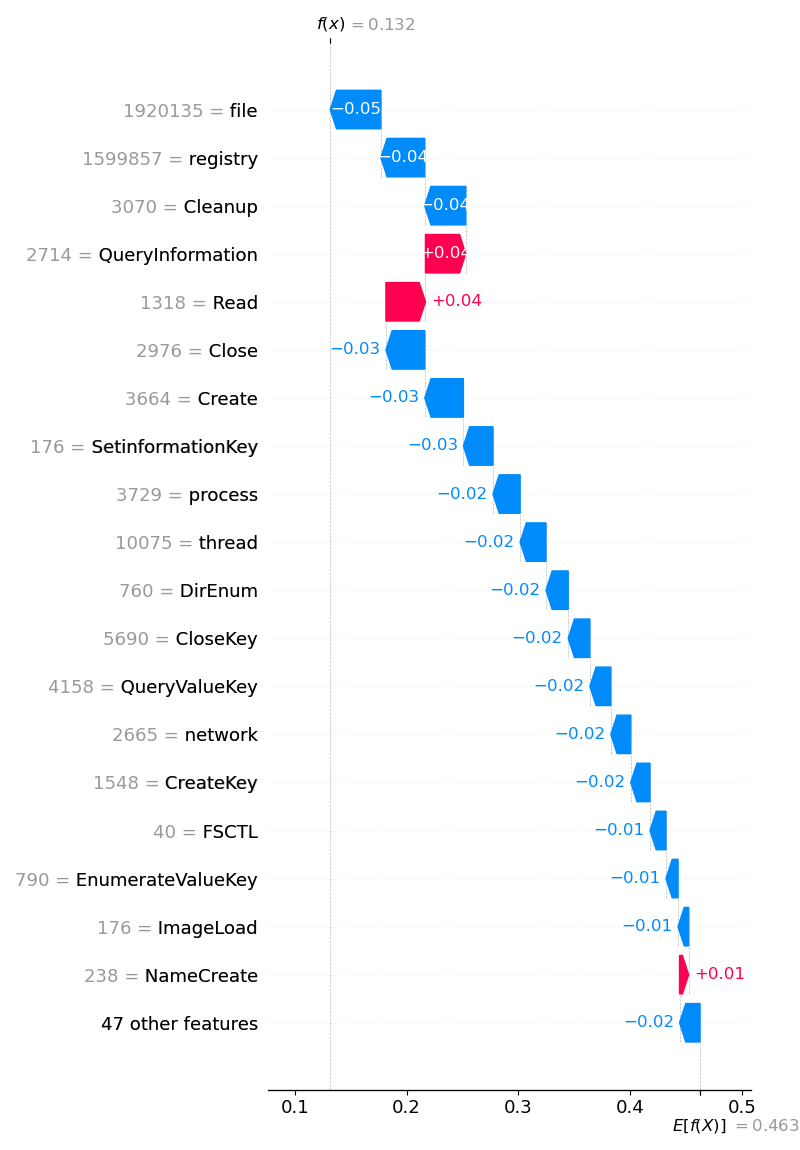 f(x) = 0.132
1920135 = file −0.05
1599857 = registry −0.04
3070 = Cleanup −0.04
2714 = QueryInformation +0.04
1318 = Read +0.04
2976 = Close −0.03
3664 = Create −0.03
176 = SetinformationKey −0.03
3729 = process −0.02
10075 = thread −0.02
760 = DirEnum −0.02
5690 = CloseKey −0.02
4158 = QueryValueKey −0.02
2665 = network −0.02
1548 = CreateKey −0.02
40 = FSCTL −0.01
790 = EnumerateValueKey −0.01
176 = ImageLoad −0.01
238 = NameCreate +0.01
47 other features −0.02
0.1 0.2 0.3 0.4 0.5
E[f(X)] = 0.463